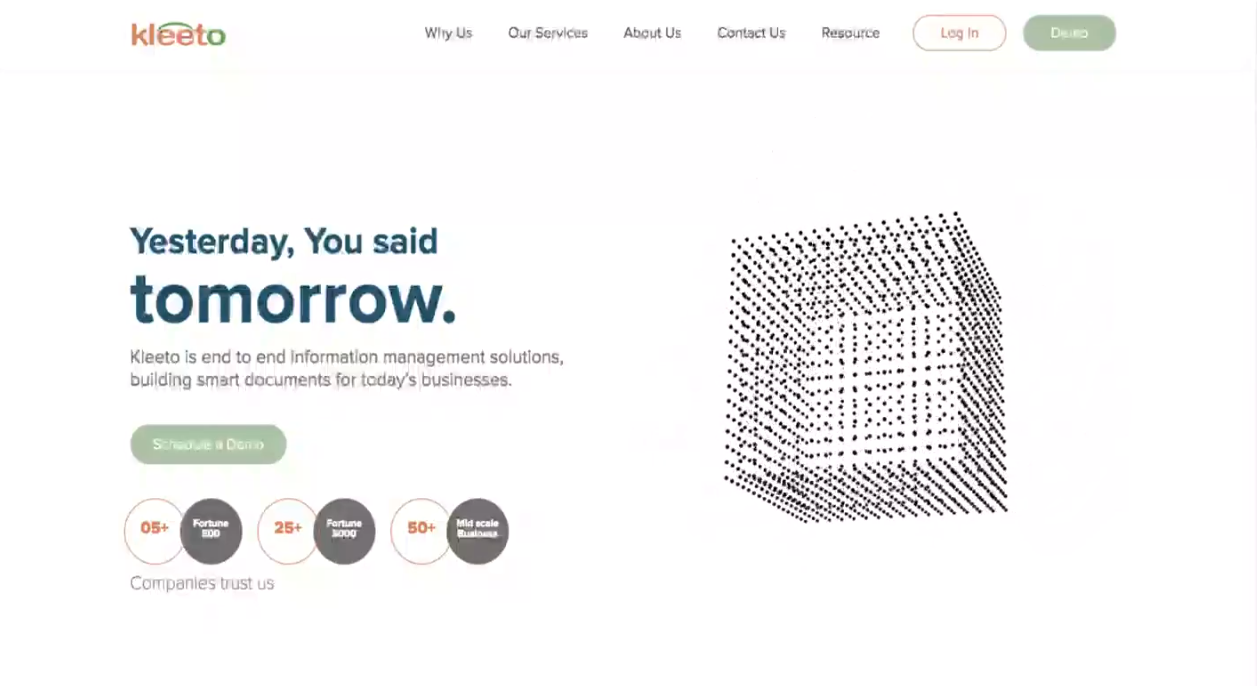 kleeto
Why Us
Our Services
About Us
Contact Us
Resource
Log In
Demo
Yesterday, You said
tomorrow.
Kleeto is end to end information management solutions,
building smart documents for today's businesses.
Schedule a Demo
05+
Fortune
500
25+
Fortune
5000
50+
Mid scale
Business
Companies trust us